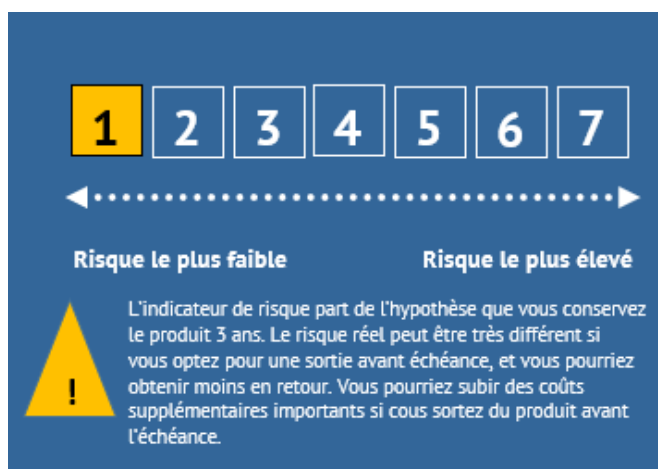 1 2 3 4 5 6 7
Risque le plus faible Risque le plus élevé
L'indicateur de risque part de l'hypothèse que vous conservez
le produit 3 ans. Le risque réel peut être très différent si
vous optez pour une sortie avant échéance, et vous pourriez
obtenir moins en retour. Vous pourriez subir des coûts
supplémentaires importants si cous sortez du produit avant
l'échéance.
!